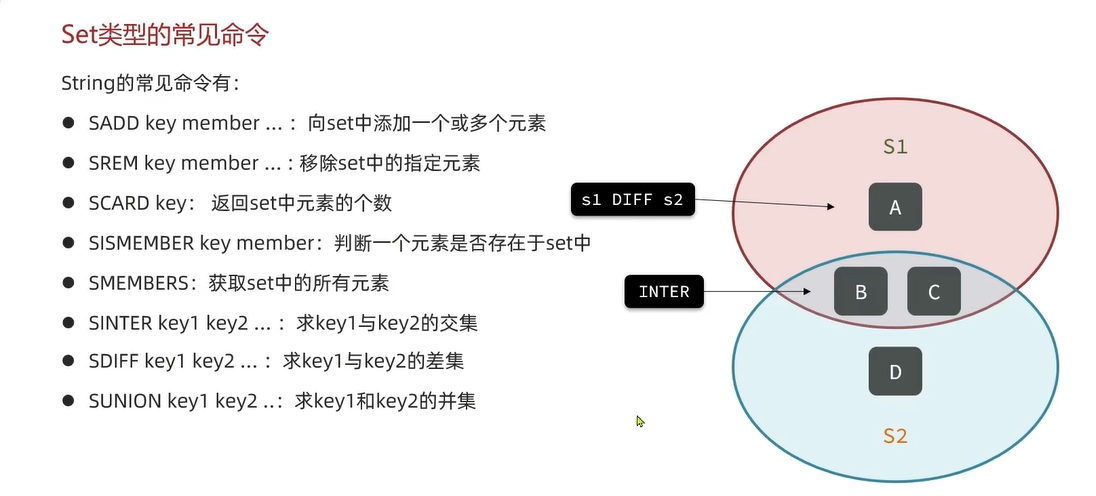 Set类型的常见命令
String的常见命令有：
● SADD key member ... ：向set中添加一个或多个元素
● SREM key member ... : 移除set中的指定元素
● SCARD key： 返回set中元素的个数
● SISMEMBER key member：判断一个元素是否存在于set中
● SMEMBERS：获取set中的所有元素
● SINTER key1 key2 ... ：求key1与key2的交集
● SDIFF key1 key2 ... ：求key1与key2的差集
● SUNION key1 key2 ..：求key1和key2的并集
S1
s1 DIFF s2
A
INTER
B
C
D
S2